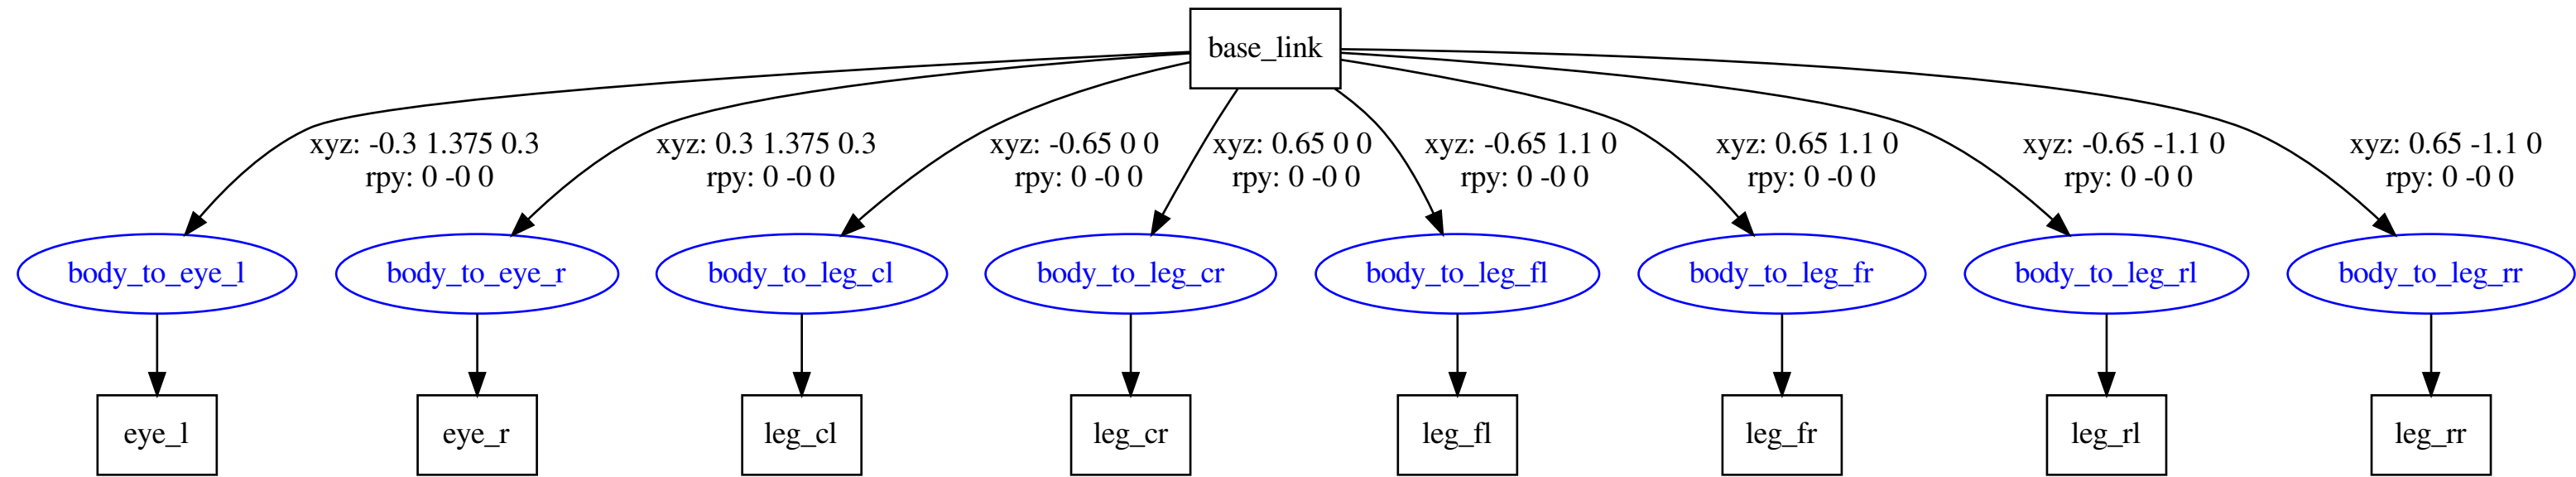 base_link
xyz: -0.3 1.375 0.3
rpy: 0 -0 0
xyz: 0.3 1.375 0.3
rpy: 0 -0 0
xyz: -0.65 0 0
rpy: 0 -0 0
xyz: 0.65 0 0
rpy: 0 -0 0
xyz: -0.65 1.1 0
rpy: 0 -0 0
xyz: 0.65 1.1 0
rpy: 0 -0 0
xyz: -0.65 -1.1 0
rpy: 0 -0 0
xyz: 0.65 -1.1 0
rpy: 0 -0 0
body_to_eye_l
body_to_eye_r
body_to_leg_cl
body_to_leg_cr
body_to_leg_fl
body_to_leg_fr
body_to_leg_rl
body_to_leg_rr
eye_l
eye_r
leg_cl
leg_cr
leg_fl
leg_fr
leg_rl
leg_rr